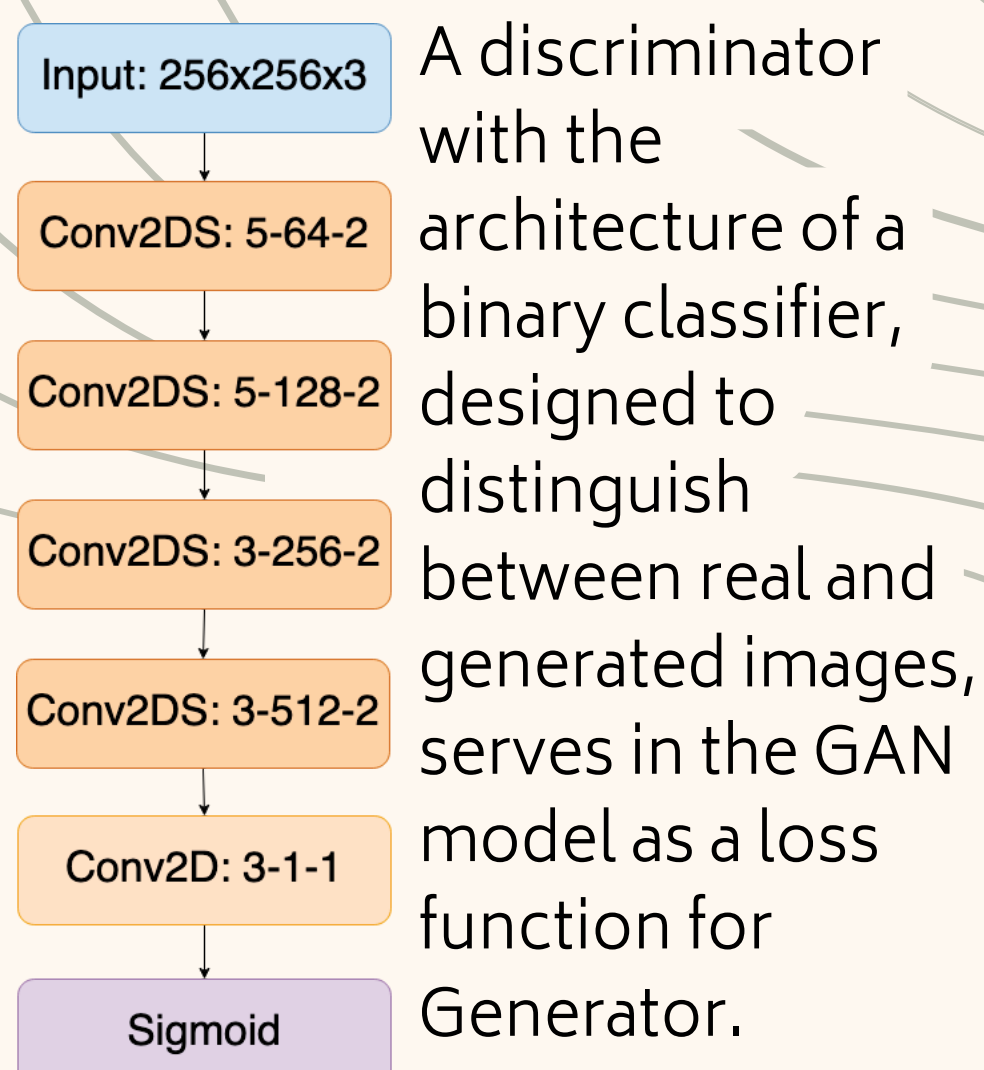 Input: 256x256x3
Conv2DS: 5-64-2
Conv2DS: 5-128-2
Conv2DS: 3-256-2
Conv2DS: 3-512-2
Conv2D: 3-1-1
Sigmoid
A discriminator
with the
architecture of a
binary classifier,
designed to
distinguish
between real and
generated images,
serves in the GAN
model as a loss
function for
Generator.